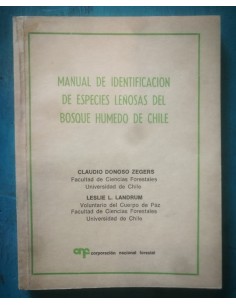 MANUAL DE IDENTIFICACION
DE ESPECIES LEÑOSAS DEL
BOSQUE HUMEDO DE CHILE
CLAUDIO DONOSO ZEGERS
Facultad de Ciencias Forestales
Universidad de Chile
LESLIE L. LANDRUM
Voluntario del Cuerpo de Paz
Facultad de Ciencias Forestales
Universidad de Chile
corporación nacional forestal